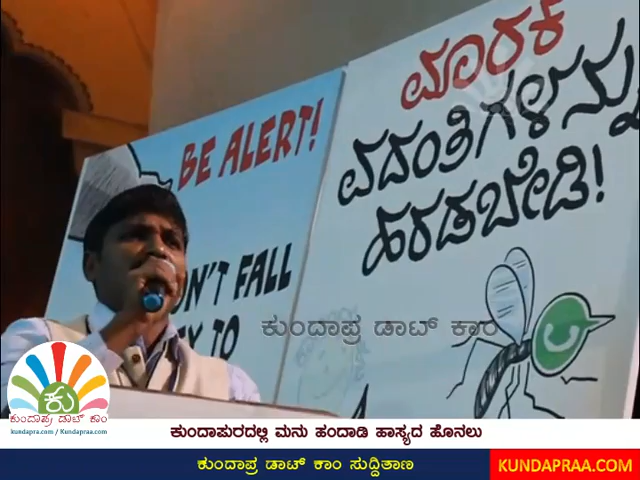 BE ALERT!
N'T FALL
TO
ಮಾರಕ
ವದಂತಿಗಳನ್ನು
ಹರಡಬೇಡಿ!
ಕುಂದಾಪ್ರ ಡಾಟ್ ಕಾಂ
ಕು
ಕುಂದಾಪ್ರ ಡಾಟ್ ಕಾಂ
kundapra.com / Kundapraa.com
ಕುಂದಾಪುರದಲ್ಲಿ ಮನು ಹಂದಾಡಿ ಹಾಸ್ಯದ ಹೊನಲು
ಕುಂದಾಪ್ರ ಡಾಟ್ ಕಾಂ ಸುದ್ದಿತಾಣ
KUNDAPRAA.COM